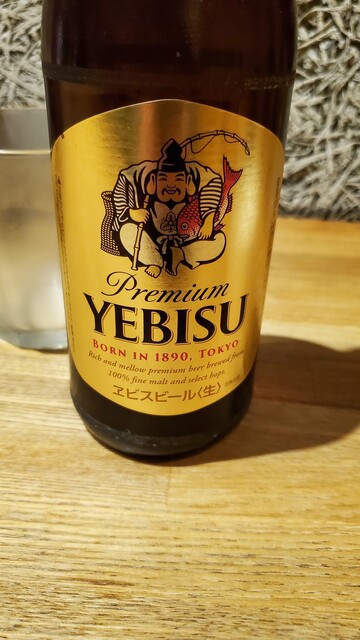 Premium
YEBISU
BORN IN 1890, TOKYO
Rich and mellow premium beer brewed from
100% fine malt and select hops.
ヱビスビール〈生〉